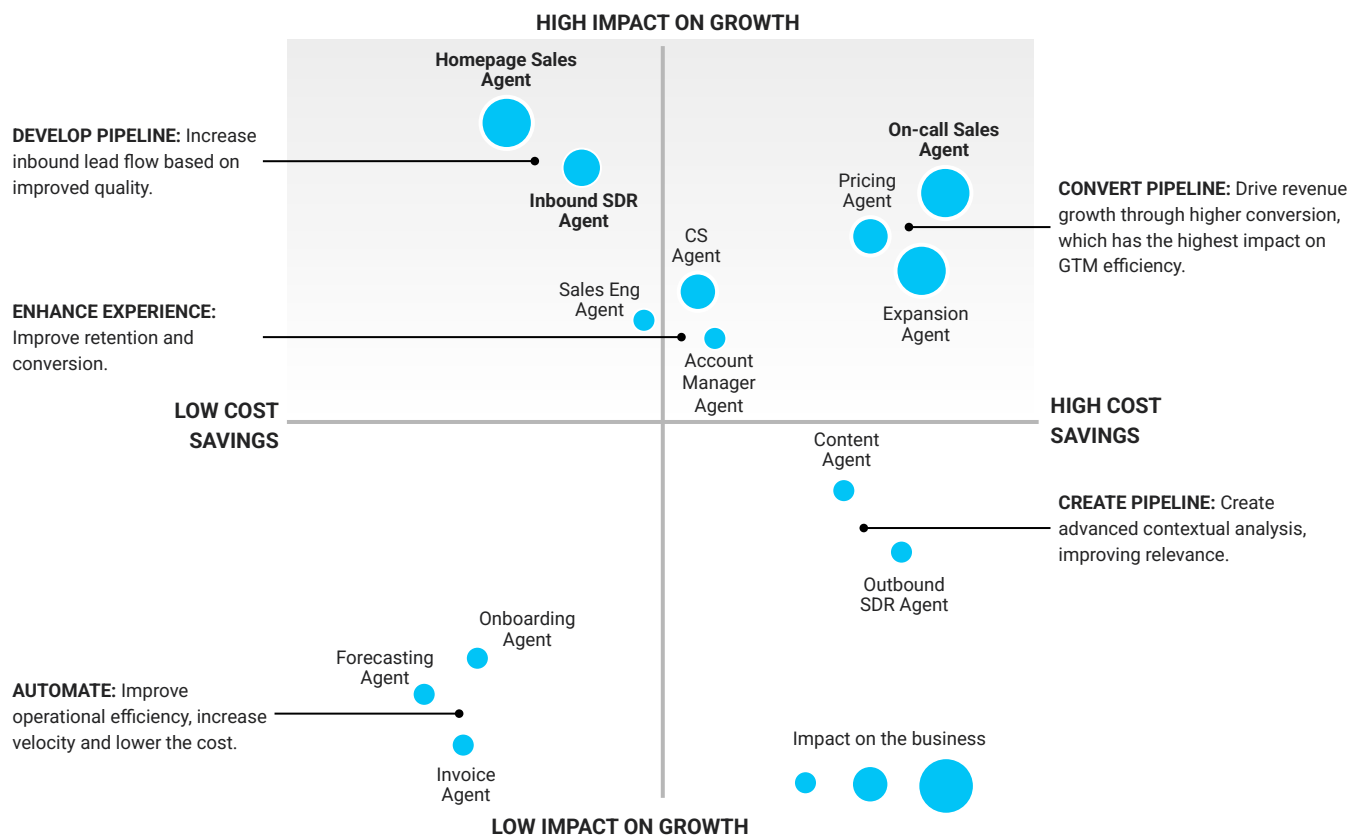 HIGH IMPACT ON GROWTH
Homepage Sales
Agent
DEVELOP PIPELINE: Increase
inbound lead flow based on
improved quality.
Inbound SDR
Agent
On-call Sales
Agent
Pricing
Agent
CONVERT PIPELINE: Drive revenue
growth through higher conversion,
which has the highest impact on
GTM efficiency.
CS
Agent
Sales Eng
Agent
Expansion
Agent
ENHANCE EXPERIENCE:
Improve retention and
conversion.
Account
Manager
Agent
LOW COST
SAVINGS
HIGH COST
SAVINGS
Content
Agent
CREATE PIPELINE: Create
advanced contextual analysis,
improving relevance.
Outbound
SDR Agent
Onboarding
Agent
Forecasting
Agent
AUTOMATE: Improve
operational efficiency, increase
velocity and lower the cost.
Invoice
Agent
Impact on the business
LOW IMPACT ON GROWTH